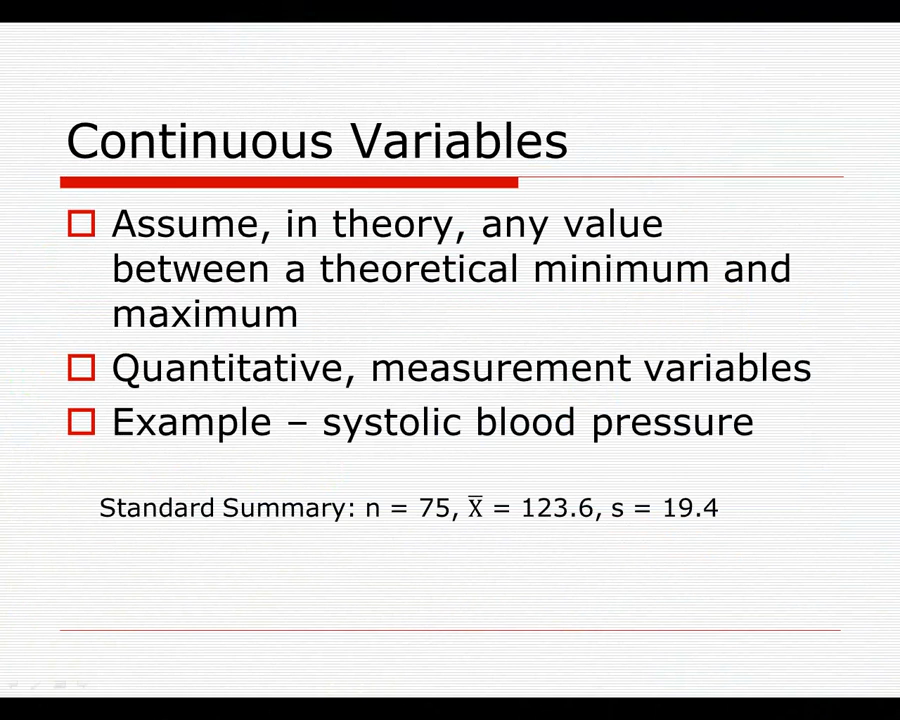 Continuous Variables
Assume, in theory, any value
between a theoretical minimum and
maximum
Quantitative, measurement variables
Example – systolic blood pressure
Standard Summary: n = 75, X̅ = 123.6, s = 19.4